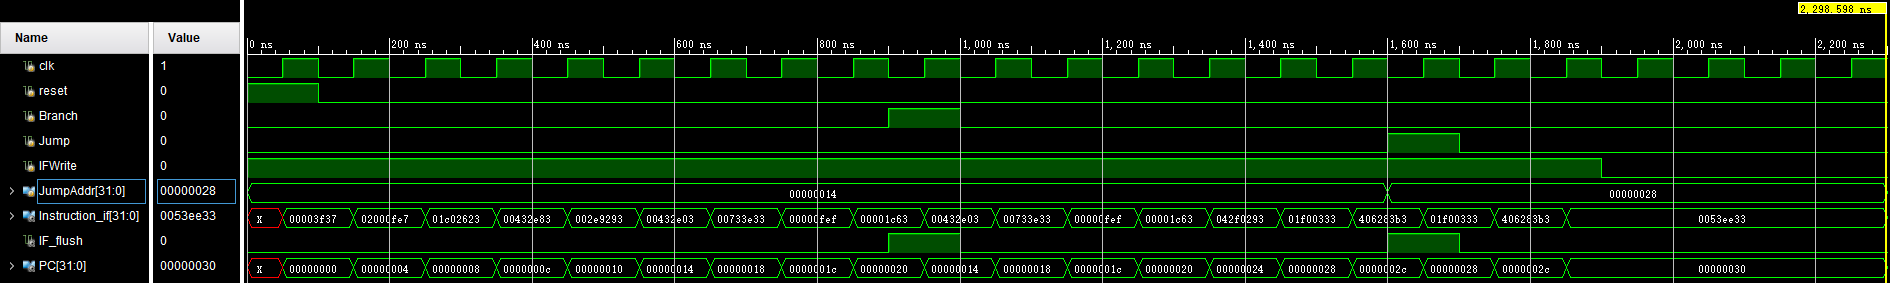 2,298.598 ns
Name Value
0 ns 200 ns 400 ns 600 ns 800 ns 1,000 ns 1,200 ns 1,400 ns 1,600 ns 1,800 ns 2,000 ns 2,200 ns
clk 1
reset 0
Branch 0
Jump 0
IFWrite 0
JumpAddr[31:0] 00000028 00000014 00000028
Instruction_if[31:0] 0053ee33 X 00003f37 02000fe7 01c02623 00432e83 002e9293 00432e03 00733e33 00000fef 00001c63 00432e03 00733e33 00000fef 00001c63 042f0293 01f00333 406283b3 01f00333 406283b3 0053ee33
IF_flush 0
PC[31:0] 00000030 X 00000000 00000004 00000008 0000000c 00000010 00000014 00000018 0000001c 00000020 00000014 00000018 0000001c 00000020 00000024 00000028 0000002c 00000028 0000002c 00000030